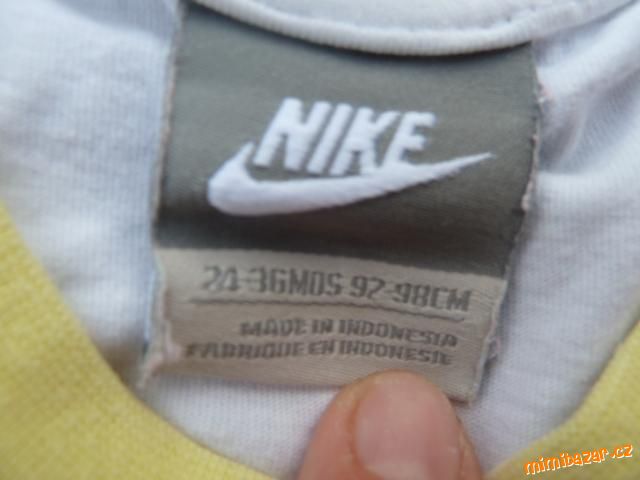 NIKE
24-36MOS 92-98CM
MADE IN INDONESIA
FABRIQUE EN INDONESIE
mimibazar.cz